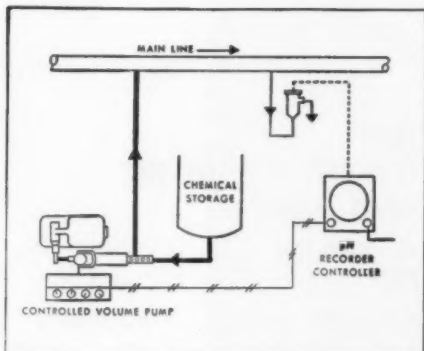 MAIN LINE
CHEMICAL
STORAGE
pH
RECORDER
CONTROLLER
CONTROLLED VOLUME PUMP